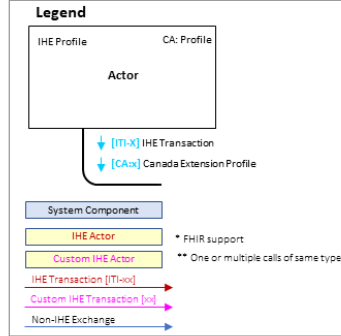 Legend
IHE Profile
CA: Profile
Actor
[ITI-X] IHE Transaction
[CA:x] Canada Extension Profile
System Component
IHE Actor
* FHIR support
Custom IHE Actor
** One or multiple calls of same type
IHE Transaction [ITI-xx]
Custom IHE Transaction [xx]
Non-IHE Exchange